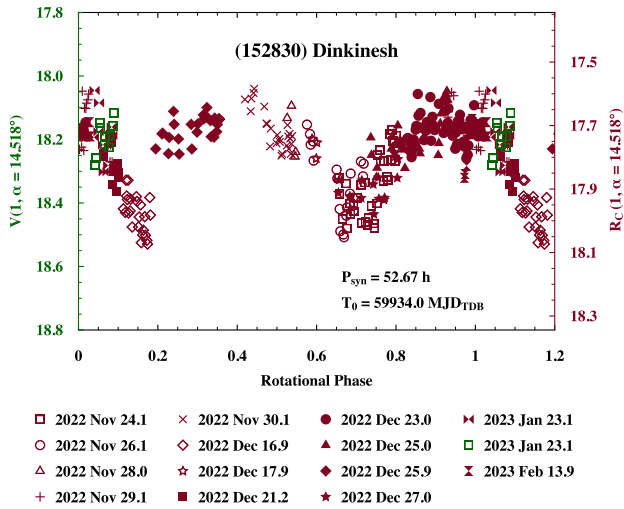 (152830) Dinkinesh
17.8
18.0
18.2
18.4
18.6
18.8
V(1, α = 14.518°)
17.5
17.7
17.9
18.1
18.3
R_C (1, α = 14.518°)
P_syn = 52.67 h
T_0 = 59934.0 MJD_TDB
0 0.2 0.4 0.6 0.8 1 1.2
Rotational Phase
2022 Nov 24.1 2022 Nov 30.1 2022 Dec 23.0 2023 Jan 23.1
2022 Nov 26.1 2022 Dec 16.9 2022 Dec 25.0 2023 Jan 23.1
2022 Nov 28.0 2022 Dec 17.9 2022 Dec 25.9 2023 Feb 13.9
2022 Nov 29.1 2022 Dec 21.2 2022 Dec 27.0